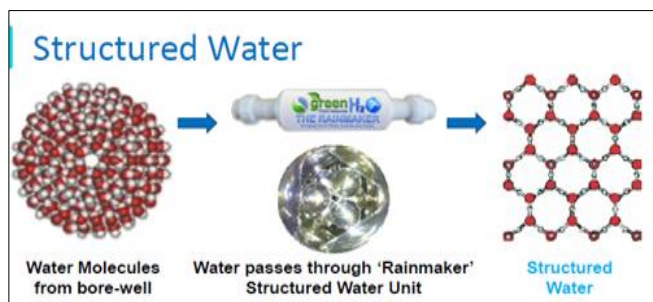 Structured Water
green H₂O
THE RAINMAKER
Water Molecules
from bore-well
Water passes through ‘Rainmaker’
Structured Water Unit
Structured
Water